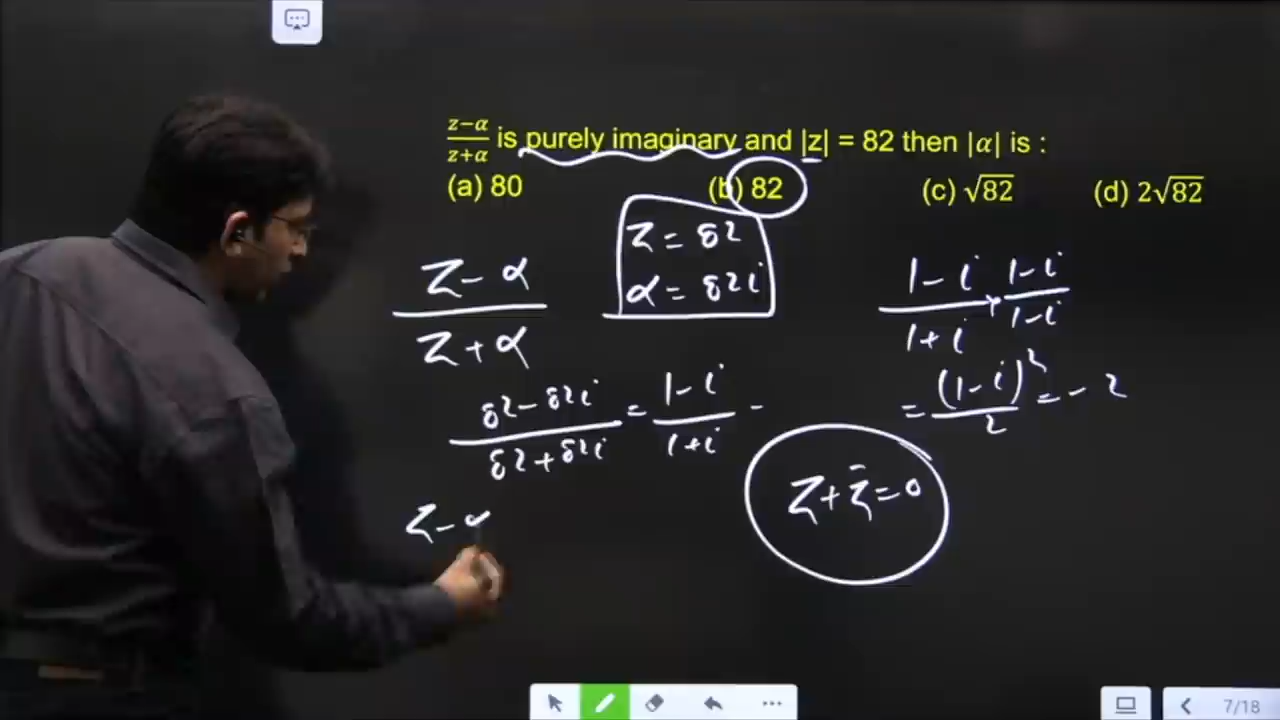 (z−α)/(z+α) is purely imaginary and |z| = 82 then |α| is :
(a) 80 (b) 82 (c) √82 (d) 2√82
z = 82
α = 82i
(z − α)/(z + α)
(1 − i)/(1 + i) × (1 − i)/(1 − i)
(82 − 82i)/(82 + 82i) = (1 − i)/(1 + i) =
= (1 − i)²/2 = − i
z + z̄ = 0
z − α
7/18